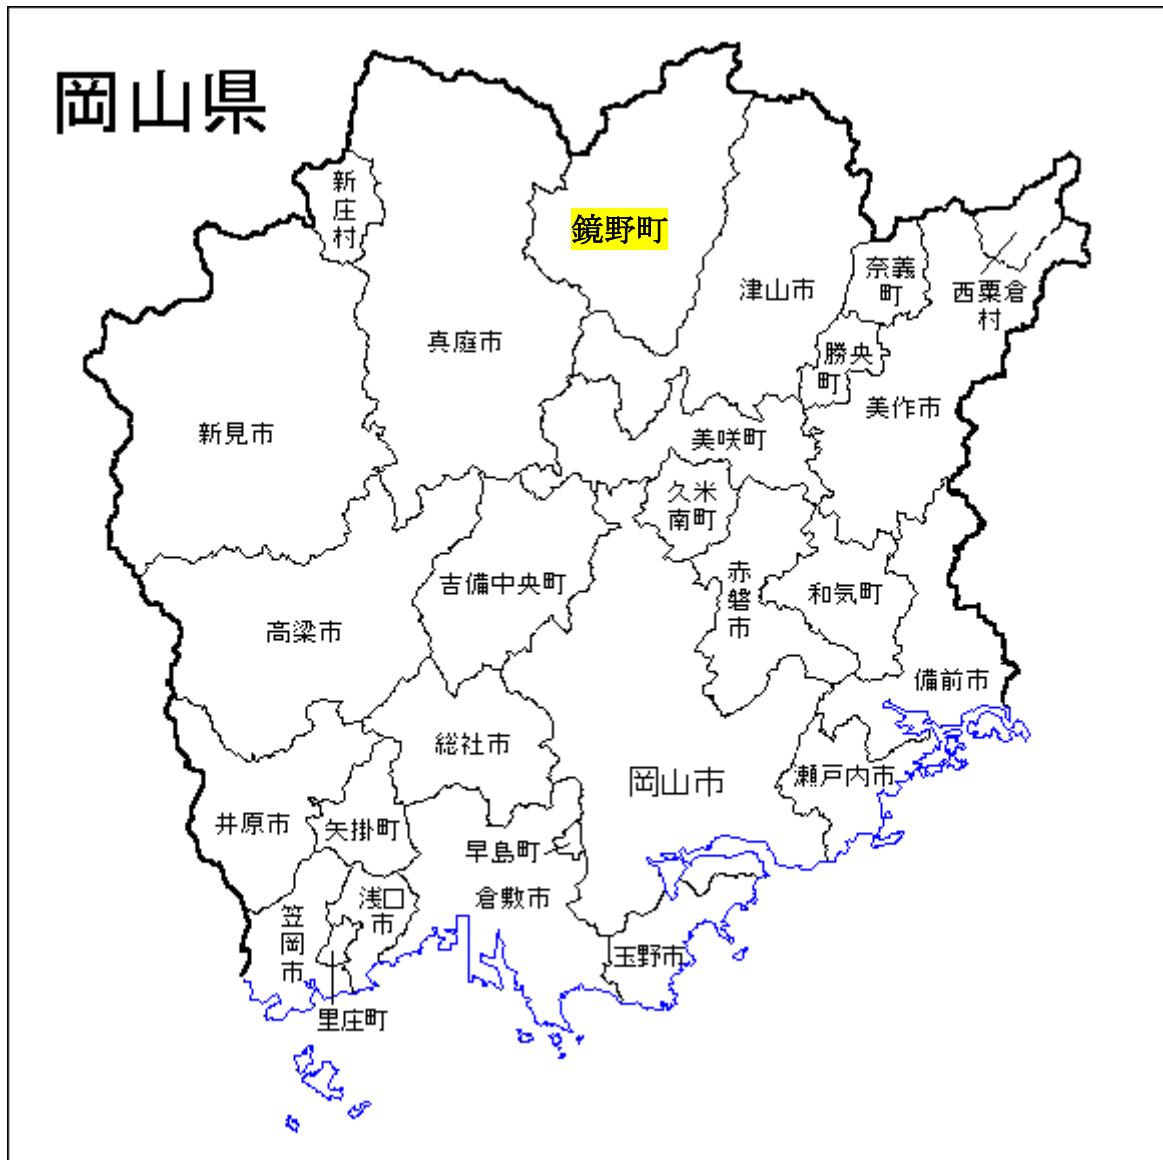 岡山県
新
庄
村
鏡野町
奈義
町
津山市
西粟倉
村
真庭市
勝央
町
美作市
新見市
美咲町
久米
南町
吉備中央町
赤
磐
市
和気町
高梁市
備前市
総社市
岡山市
瀬戸内市
井原市
矢掛町
早島町
浅口
市
倉敷市
笠
岡
市
玉野市
里庄町